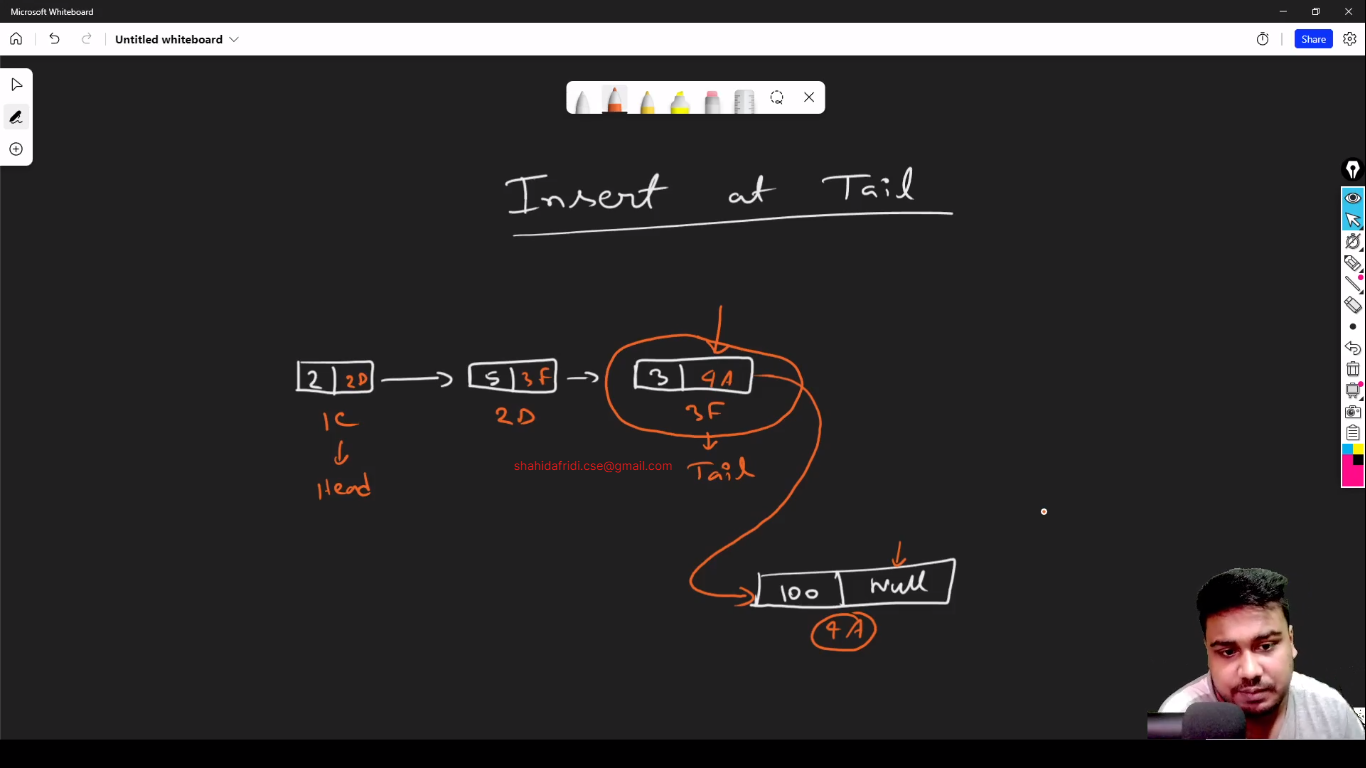 Microsoft Whiteboard
Untitled whiteboard
Share
Insert at Tail
2 2D
5 3F
3 4A
1C
2D
3F
Head
shahidafridi.cse@gmail.com
Tail
100 Null
4A